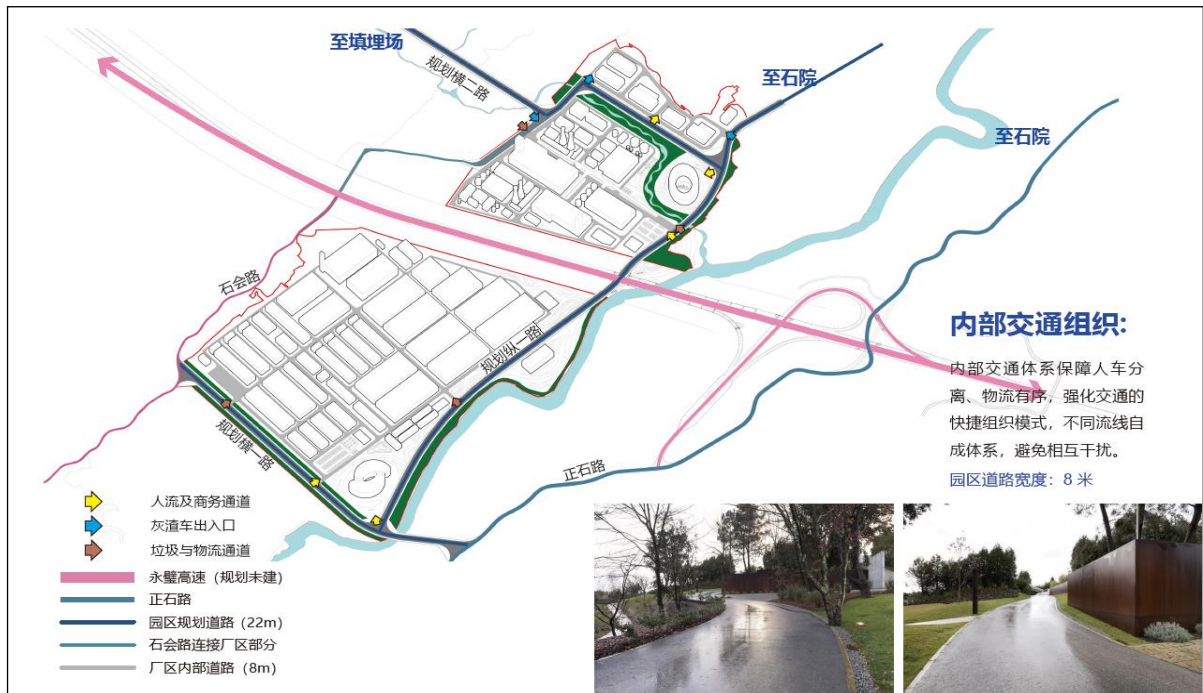 至填埋场
规划横二路
至石院
至石院
石会路
规划纵一路
规划横一路
正石路
内部交通组织:
内部交通体系保障人车分
离、物流有序，强化交通的
快捷组织模式，不同流线自
成体系，避免相互干扰。
园区道路宽度：8 米
人流及商务通道
灰渣车出入口
垃圾与物流通道
永璧高速（规划未建）
正石路
园区规划道路（22m）
石会路连接厂区部分
厂区内部道路（8m）